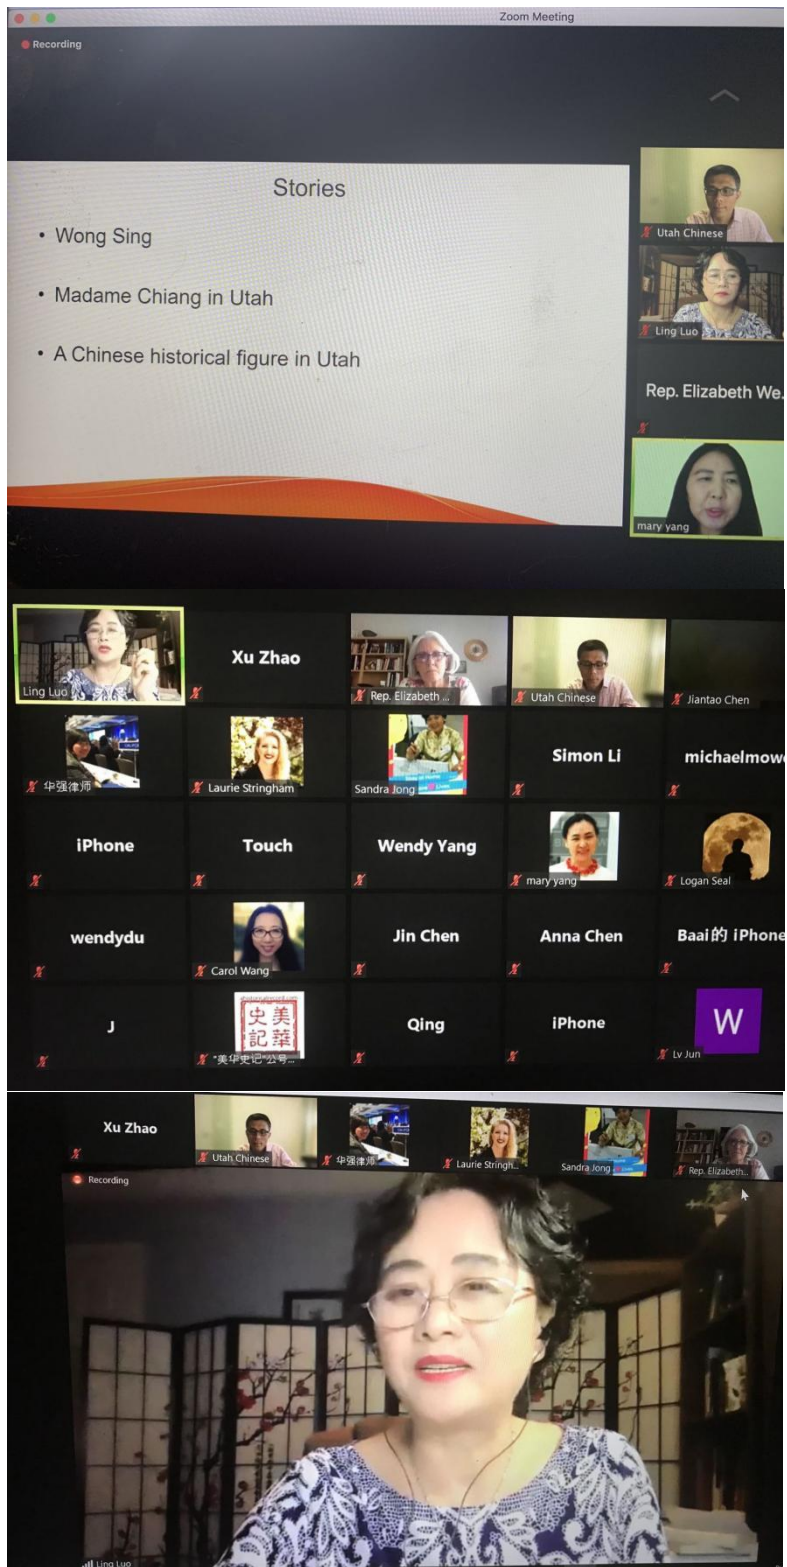 Zoom Meeting
Recording
Stories
• Wong Sing
• Madame Chiang in Utah
• A Chinese historical figure in Utah
Utah Chinese
Ling Luo
Rep. Elizabeth We...
mary yang
Ling Luo
Xu Zhao
Rep. Elizabeth ...
Utah Chinese
Jiantao Chen
华强律师
Laurie Stringham
Sandra Jong
Simon Li
michaelmowe
iPhone
Touch
Wendy Yang
mary yang
Logan Seal
wendydu
Carol Wang
Jin Chen
Anna Chen
Baai的 iPhone
J
史美
記華
"美华史记"公号...
Qing
iPhone
W
Lv Jun
Xu Zhao
Utah Chinese
华强律师
Laurie Stringh...
Sandra Jong
Rep. Elizabeth...
Recording
Ling Luo